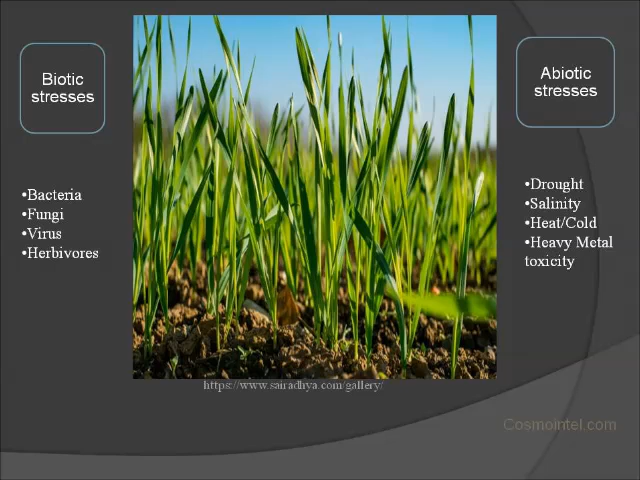 Biotic
stresses
Abiotic
stresses
•Bacteria
•Fungi
•Virus
•Herbivores
•Drought
•Salinity
•Heat/Cold
•Heavy Metal
toxicity
https://www.sairadhya.com/gallery/
Cosmointel.com